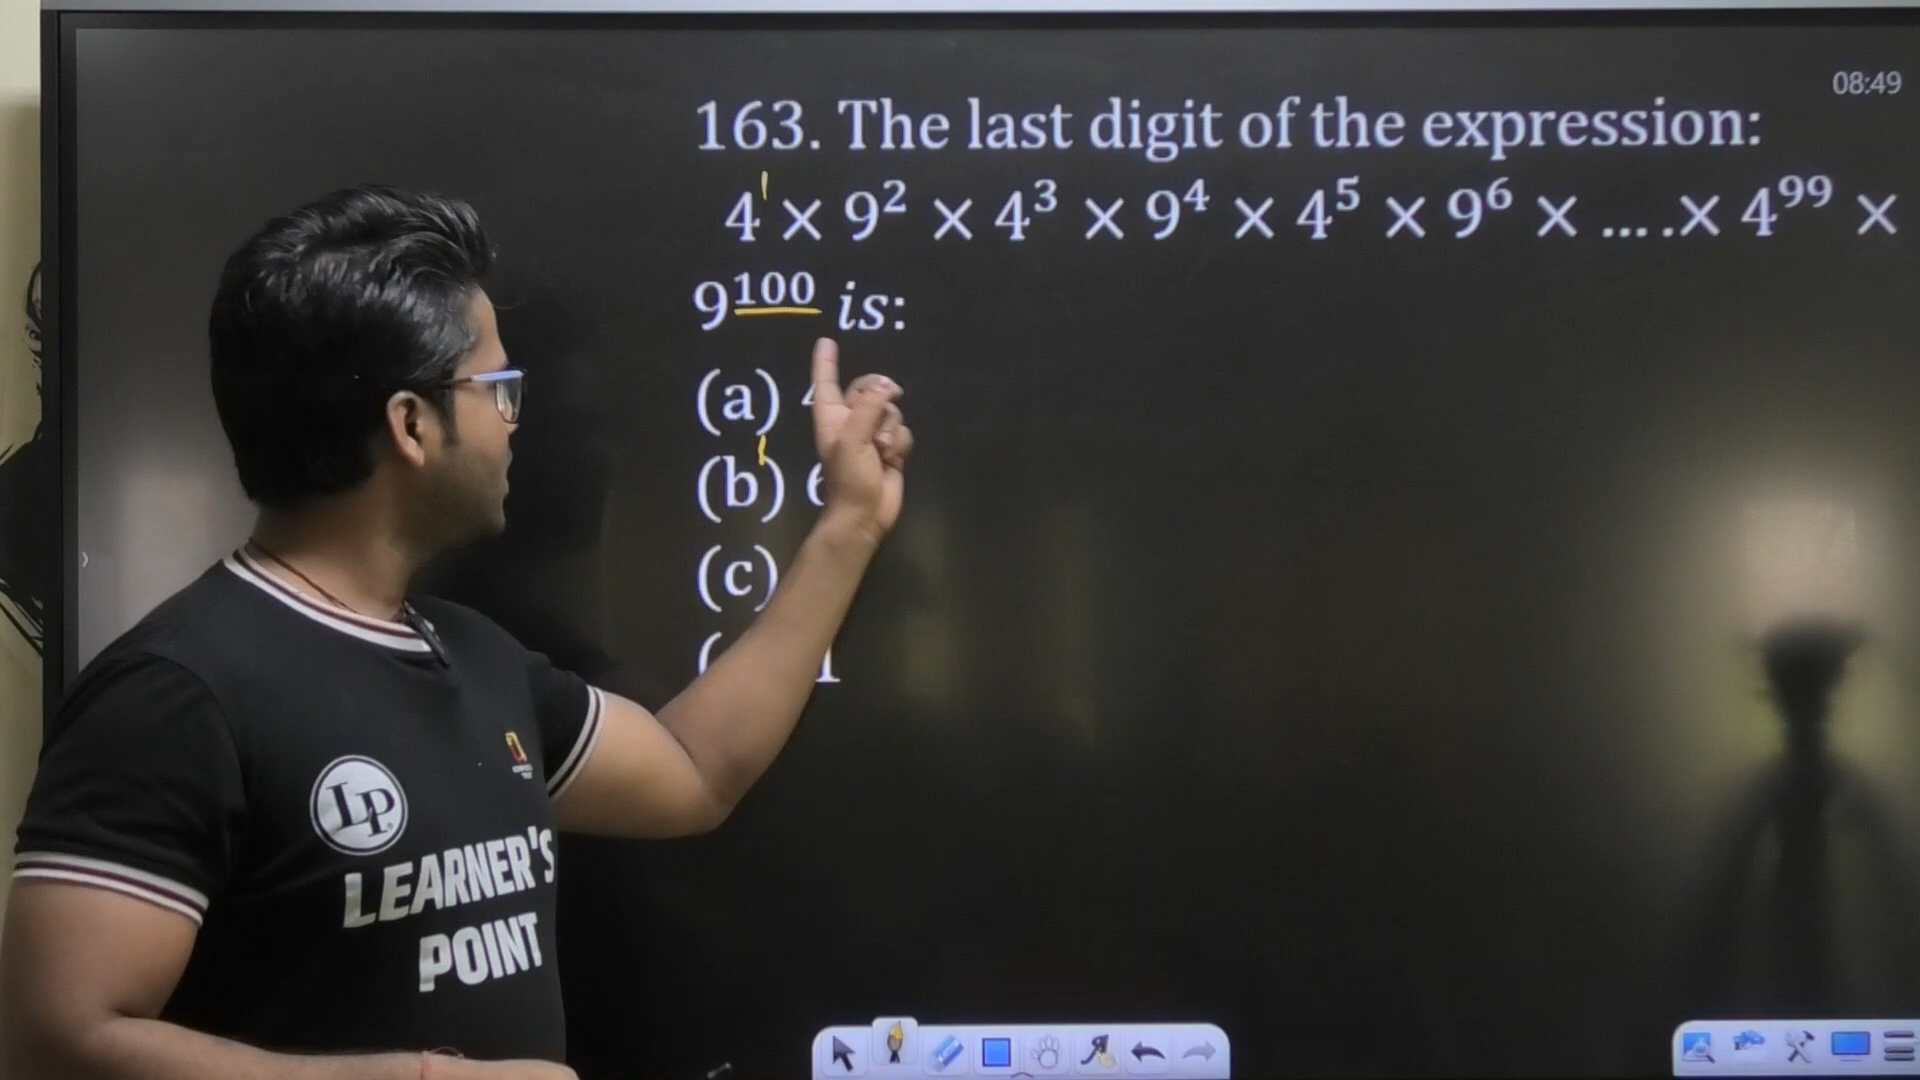 08:49
163. The last digit of the expression:
4¹ × 9² × 4³ × 9⁴ × 4⁵ × 9⁶ × ... .× 4⁹⁹ ×
9¹⁰⁰ is:
(a)
(b)
(c)
LP
LEARNER'S
POINT